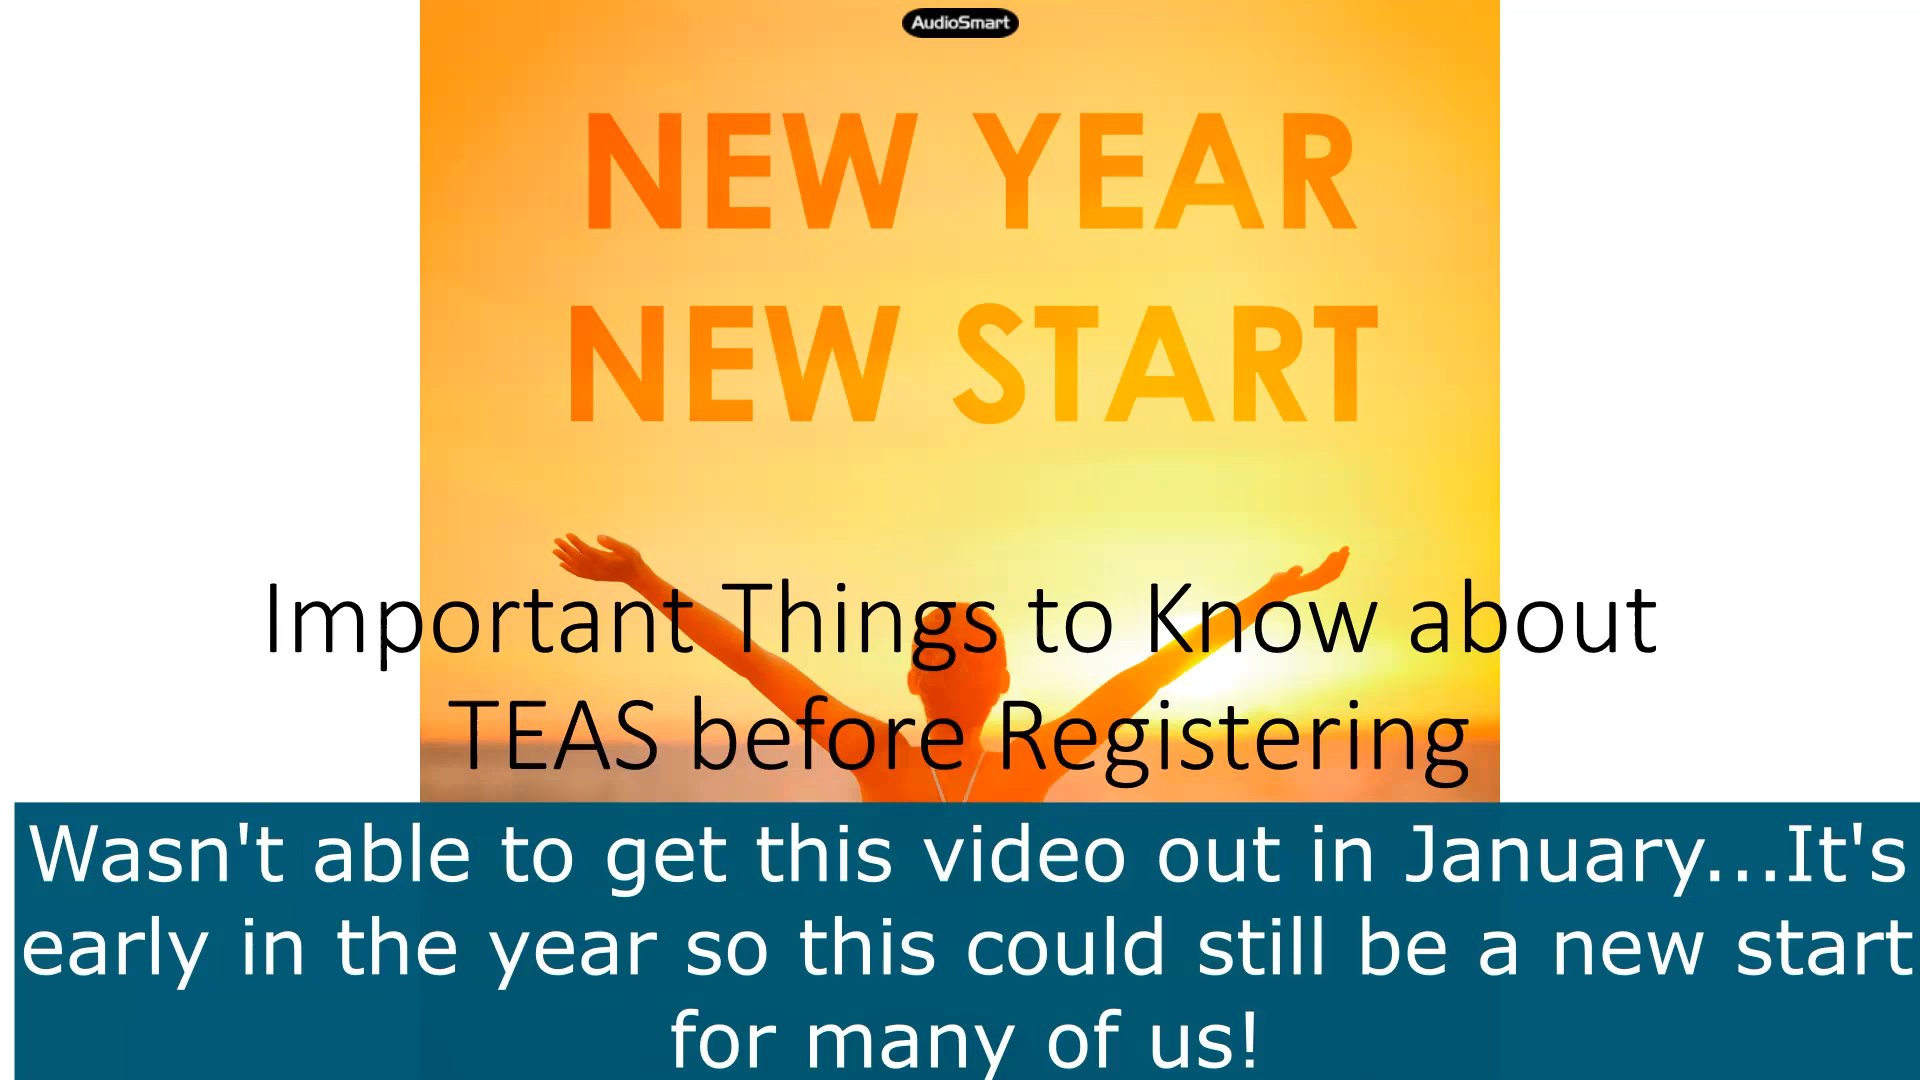 AudioSmart
NEW YEAR
NEW START
Important Things to Know about
TEAS before Registering
Wasn't able to get this video out in January...It's
early in the year so this could still be a new start
for many of us!